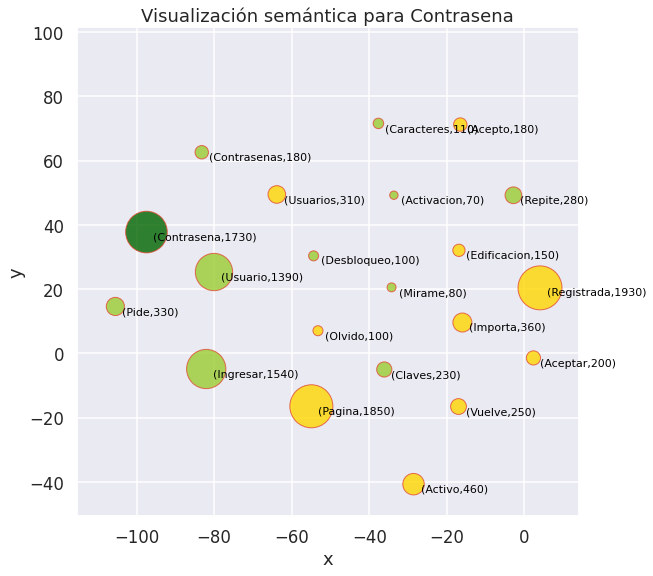 Visualización semántica para Contrasena
100
80
60
40
20
0
−20
−40
y
(Caracteres,110)
(Acepto,180)
(Contrasenas,180)
(Usuarios,310)
(Activacion,70)
(Repite,280)
(Contrasena,1730)
(Desbloqueo,100)
(Edificacion,150)
(Usuario,1390)
(Mirame,80)
(Registrada,1930)
(Pide,330)
(Olvido,100)
(Importa,360)
(Ingresar,1540)
(Claves,230)
(Aceptar,200)
(Pagina,1850)
(Vuelve,250)
(Activo,460)
−100
−80
−60
−40
−20
0
x